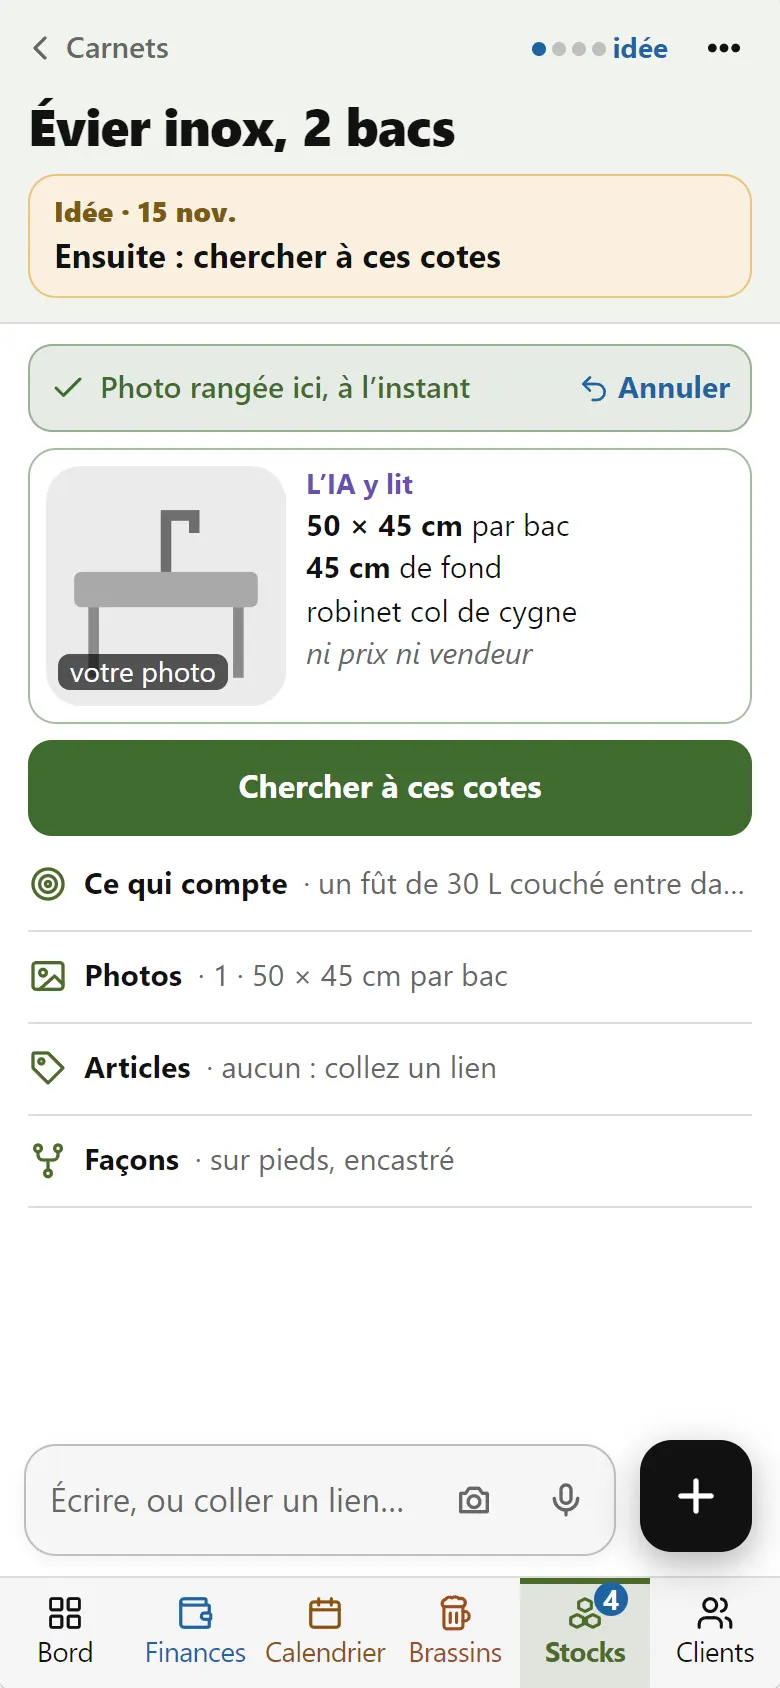 Carnets
idée
Évier inox, 2 bacs
Idée · 15 nov.
Ensuite : chercher à ces cotes
Photo rangée ici, à l’instant
Annuler
L’IA y lit
50 × 45 cm par bac
45 cm de fond
robinet col de cygne
ni prix ni vendeur
votre photo
Chercher à ces cotes
Ce qui compte · un fût de 30 L couché entre da...
Photos · 1 · 50 × 45 cm par bac
Articles · aucun : collez un lien
Façons · sur pieds, encastré
Écrire, ou coller un lien...
4
Bord
Finances
Calendrier
Brassins
Stocks
Clients